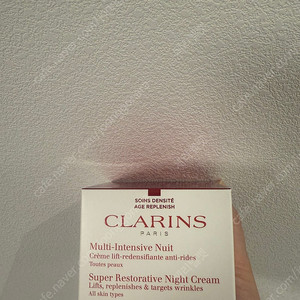 SOINS DENSITÉ
AGE REPLENISH
CLARINS
PARIS
Multi-Intensive Nuit
Crème lift-redensifiante anti-rides
Toutes peaux
Super Restorative Night Cream
Lifts, replenishes & targets wrinkles
All skin types